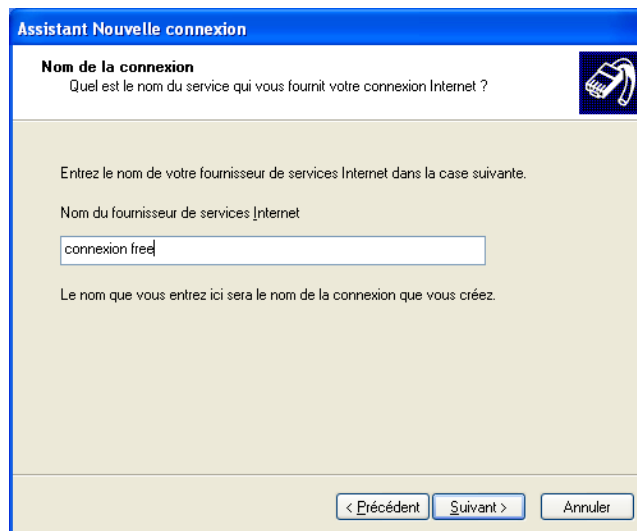 Assistant Nouvelle connexion
Nom de la connexion
Quel est le nom du service qui vous fournit votre connexion Internet ?
Entrez le nom de votre fournisseur de services Internet dans la case suivante.
Nom du fournisseur de services Internet
connexion free
Le nom que vous entrez ici sera le nom de la connexion que vous créez.
< Précédent Suivant > Annuler